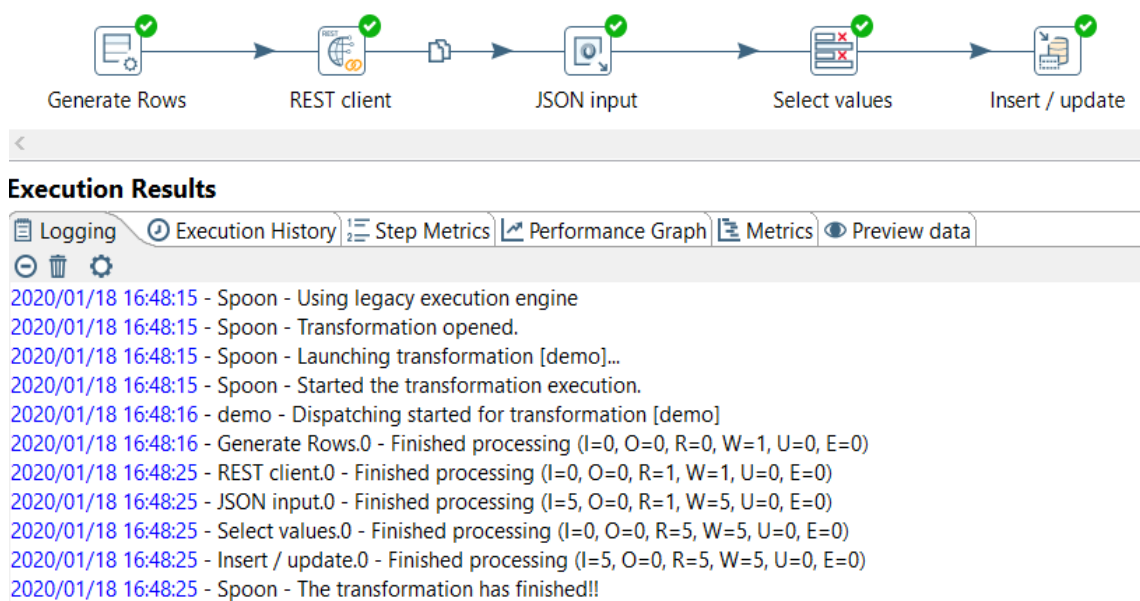 Generate Rows
REST client
JSON input
Select values
Insert / update
Execution Results
Logging Execution History Step Metrics Performance Graph Metrics Preview data
2020/01/18 16:48:15 - Spoon - Using legacy execution engine
2020/01/18 16:48:15 - Spoon - Transformation opened.
2020/01/18 16:48:15 - Spoon - Launching transformation [demo]...
2020/01/18 16:48:15 - Spoon - Started the transformation execution.
2020/01/18 16:48:16 - demo - Dispatching started for transformation [demo]
2020/01/18 16:48:16 - Generate Rows.0 - Finished processing (I=0, O=0, R=0, W=1, U=0, E=0)
2020/01/18 16:48:25 - REST client.0 - Finished processing (I=0, O=0, R=1, W=1, U=0, E=0)
2020/01/18 16:48:25 - JSON input.0 - Finished processing (I=5, O=0, R=1, W=5, U=0, E=0)
2020/01/18 16:48:25 - Select values.0 - Finished processing (I=0, O=0, R=5, W=5, U=0, E=0)
2020/01/18 16:48:25 - Insert / update.0 - Finished processing (I=5, O=0, R=5, W=5, U=0, E=0)
2020/01/18 16:48:25 - Spoon - The transformation has finished!!